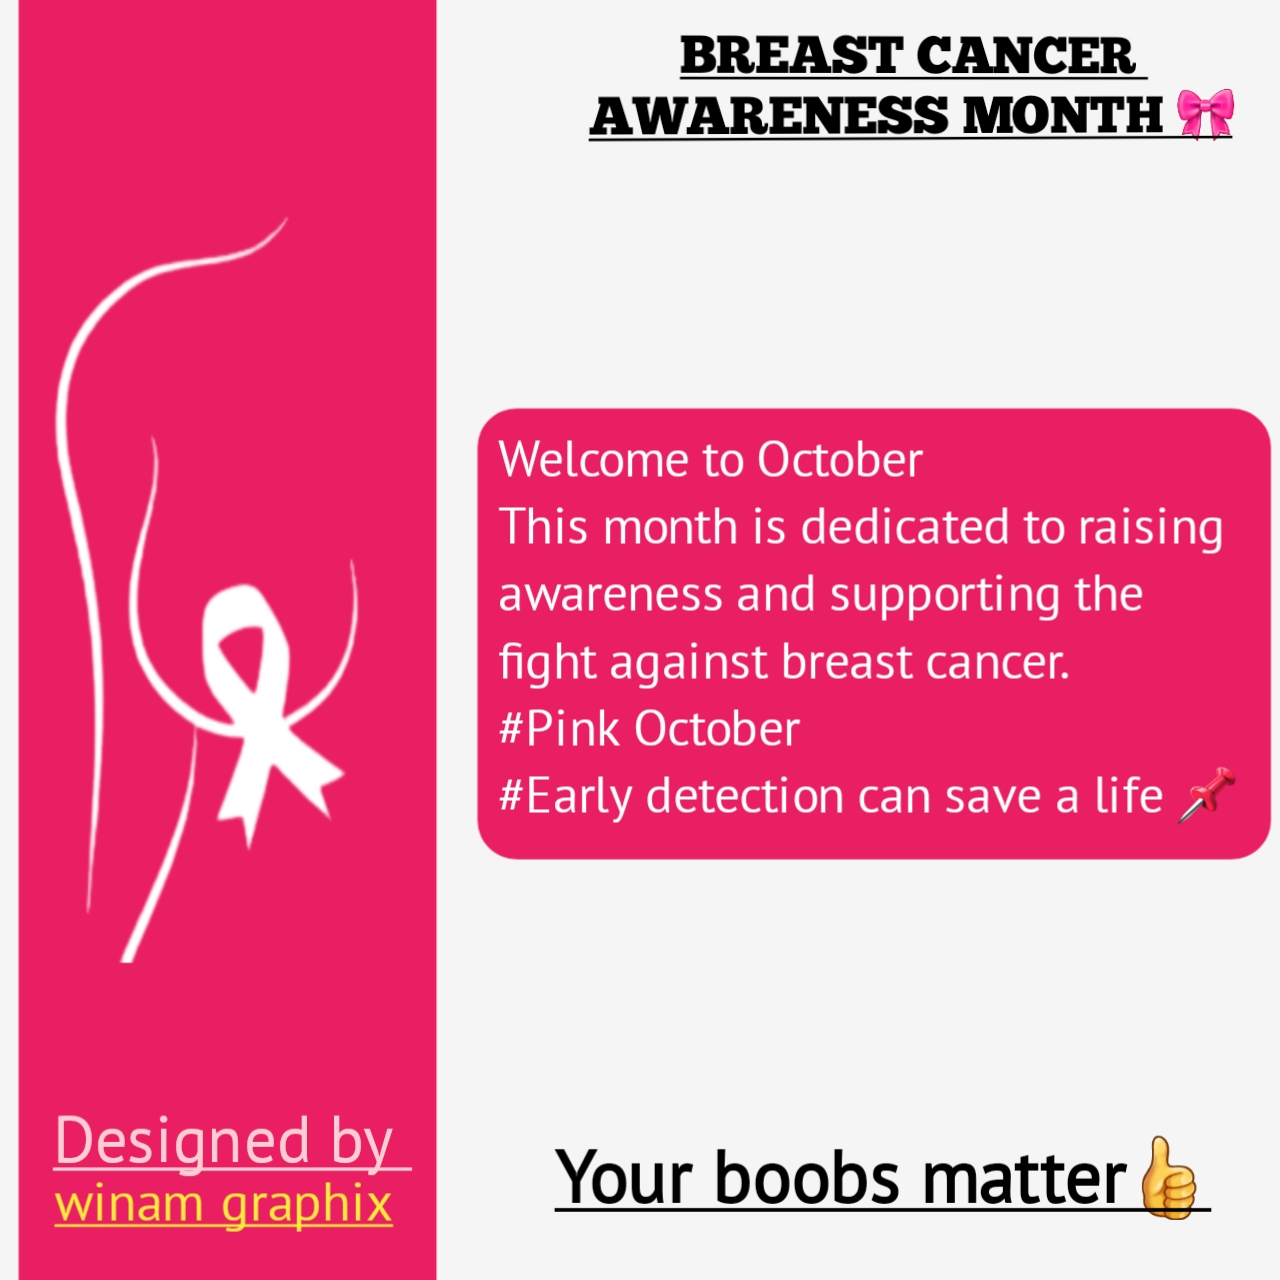 BREAST CANCER
AWARENESS MONTH 🎀
Welcome to October
This month is dedicated to raising
awareness and supporting the
fight against breast cancer.
#Pink October
#Early detection can save a life 📌
Designed by
winam graphix
Your boobs matter👍